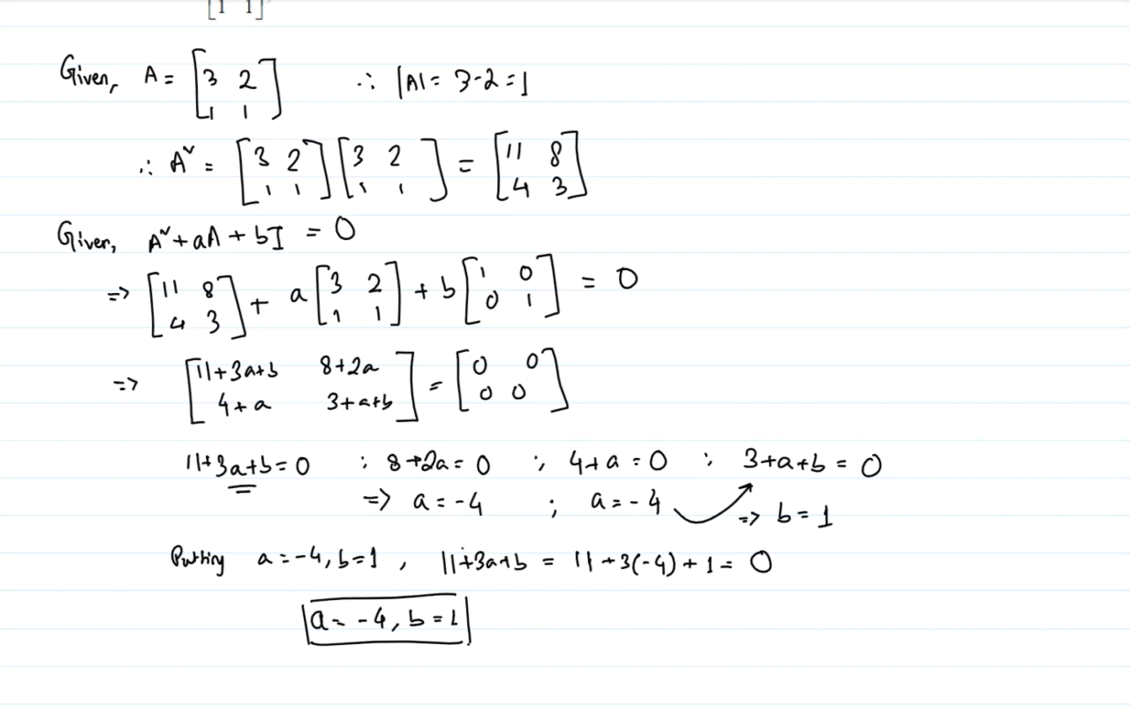 [1 1]
Given, A = [3 2
1 1] ∴ |A| = 3-2 = 1
∴ A² = [3 2
1 1] [3 2
1 1] = [11 8
4 3]
Given, A² + aA + bI = 0
=> [11 8
4 3] + a [3 2
1 1] + b [1 0
0 1] = 0
=> [11+3a+b 8+2a
4+a 3+a+b] = [0 0
0 0]
11+3a+b = 0 ; 8+2a = 0 ; 4+a = 0 ; 3+a+b = 0
=> a = -4 ; a = -4 => b = 1
Putting a = -4, b = 1 , 11+3a+b = 11+3(-4)+1 = 0
a = -4, b = 1